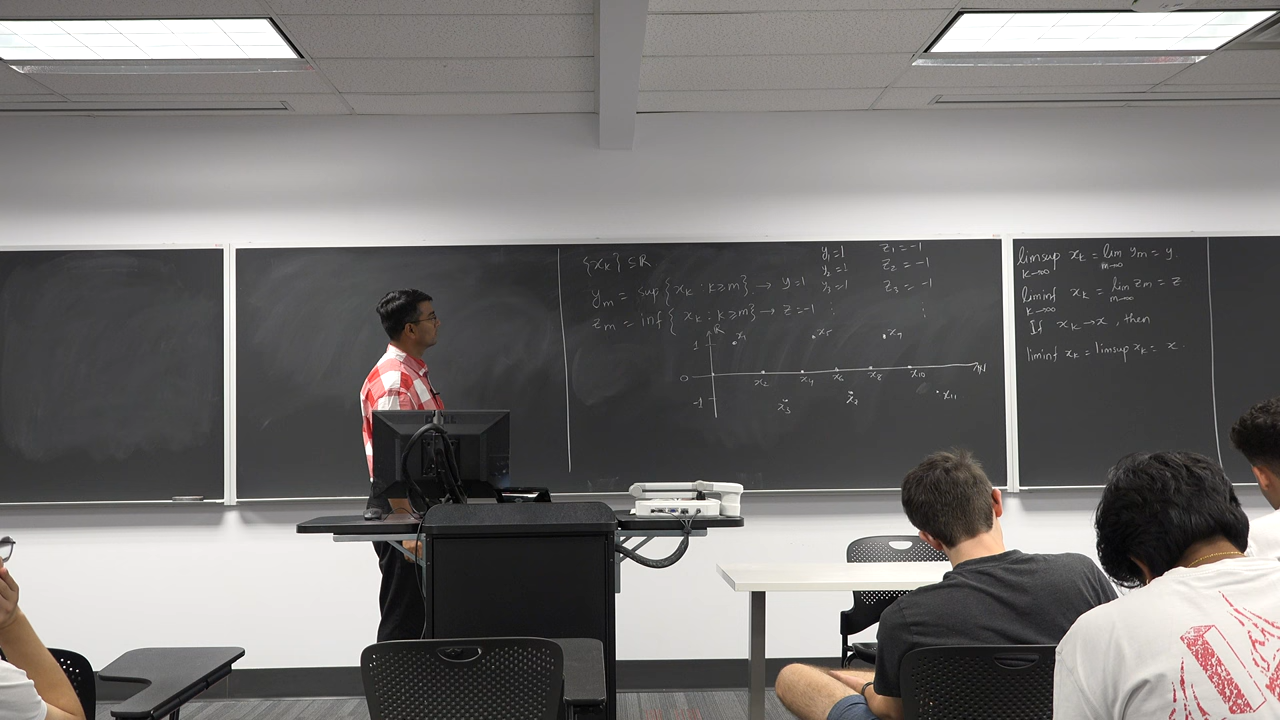 {x_k} ⊆ ℝ
y_m = sup{x_k : k≥m} → y=1
z_m = inf{ x_k : k≥m} → z=-1
y_1=1 z_1=-1
y_2=1 z_2=-1
y_3=1 z_3=-1
⋮ ⋮
ℝ
1 x_1 x_5 x_9
0 x_2 x_4 x_6 x_8 x_10 ℕ
-1 x_3 x_7 x_11
limsup x_k = lim y_m = y.
k→∞ m→∞
liminf x_k = lim z_m = z
k→∞ m→∞
If x_k→x, then
liminf x_k = limsup x_k = x.